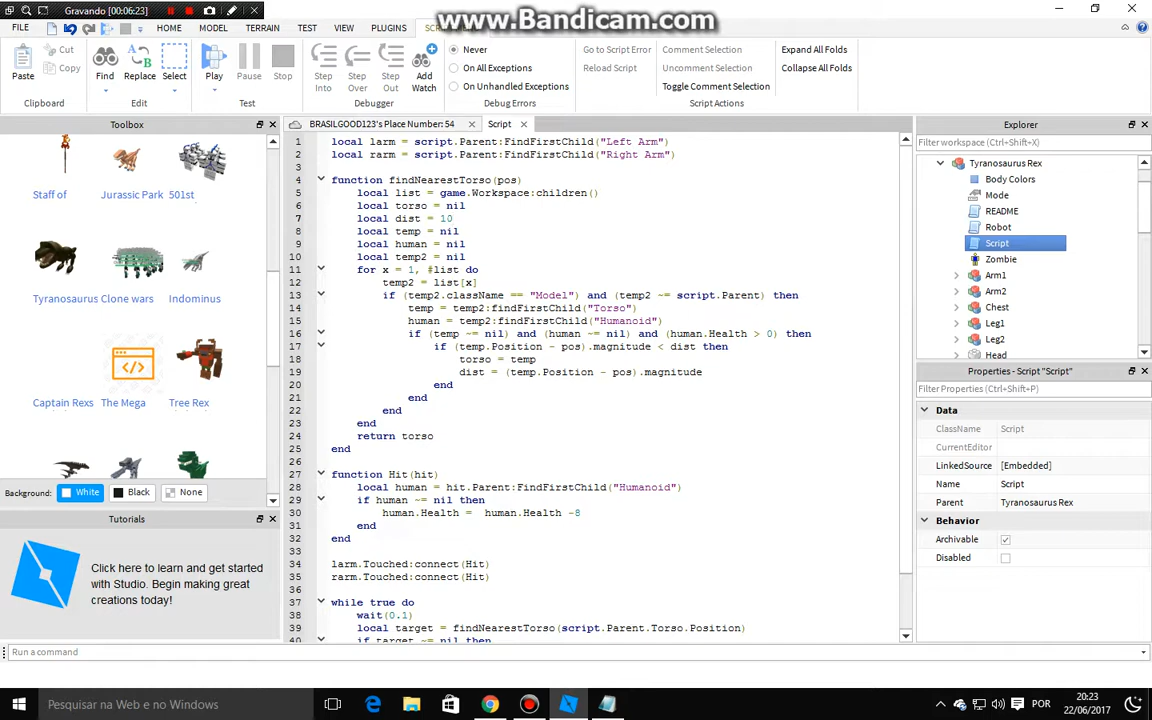 Gravando [00:06:23]
www.Bandicam.com
FILE
HOME
MODEL
TERRAIN
TEST
VIEW
PLUGINS
Paste
Cut
Copy
Clipboard
Find
Replace
Select
Edit
Play
Pause
Stop
Test
Step Into
Step Over
Step Out
Add Watch
Debugger
Never
On All Exceptions
On Unhandled Exceptions
Debug Errors
Go to Script Error
Reload Script
Comment Selection
Uncomment Selection
Toggle Comment Selection
Script Actions
Expand All Folds
Collapse All Folds
Toolbox
Staff of
Jurassic Park
501st
Tyranosaurus
Clone wars
Indominus
Captain Rexs
The Mega
Tree Rex
Background:
White
Black
None
Tutorials
Click here to learn and get started
with Studio. Begin making great
creations today!
BRASILGOOD123's Place Number: 54
Script
1 local larm = script.Parent:FindFirstChild("Left Arm")
2 local rarm = script.Parent:FindFirstChild("Right Arm")
3
4 function findNearestTorso(pos)
5 local list = game.Workspace:children()
6 local torso = nil
7 local dist = 10
8 local temp = nil
9 local human = nil
10 local temp2 = nil
11 for x = 1, #list do
12 temp2 = list[x]
13 if (temp2.className == "Model") and (temp2 ~= script.Parent) then
14 temp = temp2:findFirstChild("Torso")
15 human = temp2:findFirstChild("Humanoid")
16 if (temp ~= nil) and (human ~= nil) and (human.Health > 0) then
17 if (temp.Position - pos).magnitude < dist then
18 torso = temp
19 dist = (temp.Position - pos).magnitude
20 end
21 end
22 end
23 end
24 return torso
25 end
26
27 function Hit(hit)
28 local human = hit.Parent:FindFirstChild("Humanoid")
29 if human ~= nil then
30 human.Health =  human.Health -8
31 end
32 end
33
34 larm.Touched:connect(Hit)
35 rarm.Touched:connect(Hit)
36
37 while true do
38 wait(0.1)
39 local target = findNearestTorso(script.Parent.Torso.Position)
40 if target ~= nil then
Explorer
Filter workspace (Ctrl+Shift+X)
Tyranosaurus Rex
Body Colors
Mode
README
Robot
Script
Zombie
Arm1
Arm2
Chest
Leg1
Leg2
Head
Properties - Script "Script"
Filter Properties (Ctrl+Shift+P)
Data
ClassName Script
CurrentEditor
LinkedSource [Embedded]
Name Script
Parent Tyranosaurus Rex
Behavior
Archivable
Disabled
Run a command
Pesquisar na Web e no Windows
POR
20:23
22/06/2017